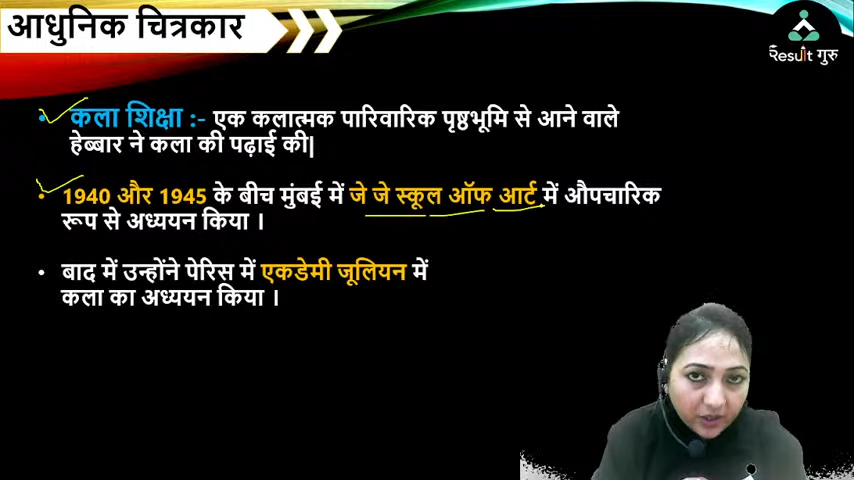 आधुनिक चित्रकार
Result गुरु
• कला शिक्षा :- एक कलात्मक पारिवारिक पृष्ठभूमि से आने वाले
हेब्बार ने कला की पढ़ाई की|
• 1940 और 1945 के बीच मुंबई में जे जे स्कूल ऑफ आर्ट में औपचारिक
रूप से अध्ययन किया ।
• बाद में उन्होंने पेरिस में एकडेमी जूलियन में
कला का अध्ययन किया ।